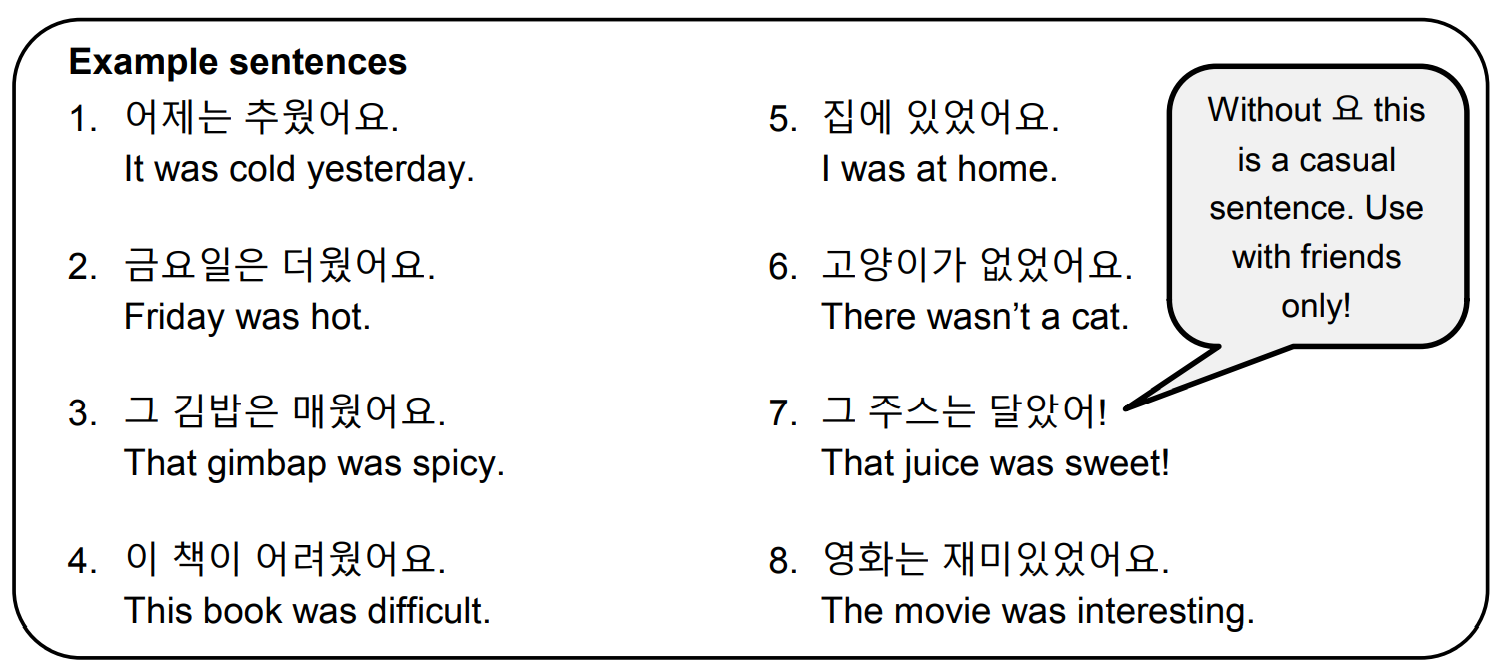 Example sentences
1. 어제는 추웠어요.
It was cold yesterday.
2. 금요일은 더웠어요.
Friday was hot.
3. 그 김밥은 매웠어요.
That gimbap was spicy.
4. 이 책이 어려웠어요.
This book was difficult.
5. 집에 있었어요.
I was at home.
6. 고양이가 없었어요.
There wasn’t a cat.
7. 그 주스는 달았어!
That juice was sweet!
8. 영화는 재미있었어요.
The movie was interesting.
Without 요 this
is a casual
sentence. Use
with friends
only!